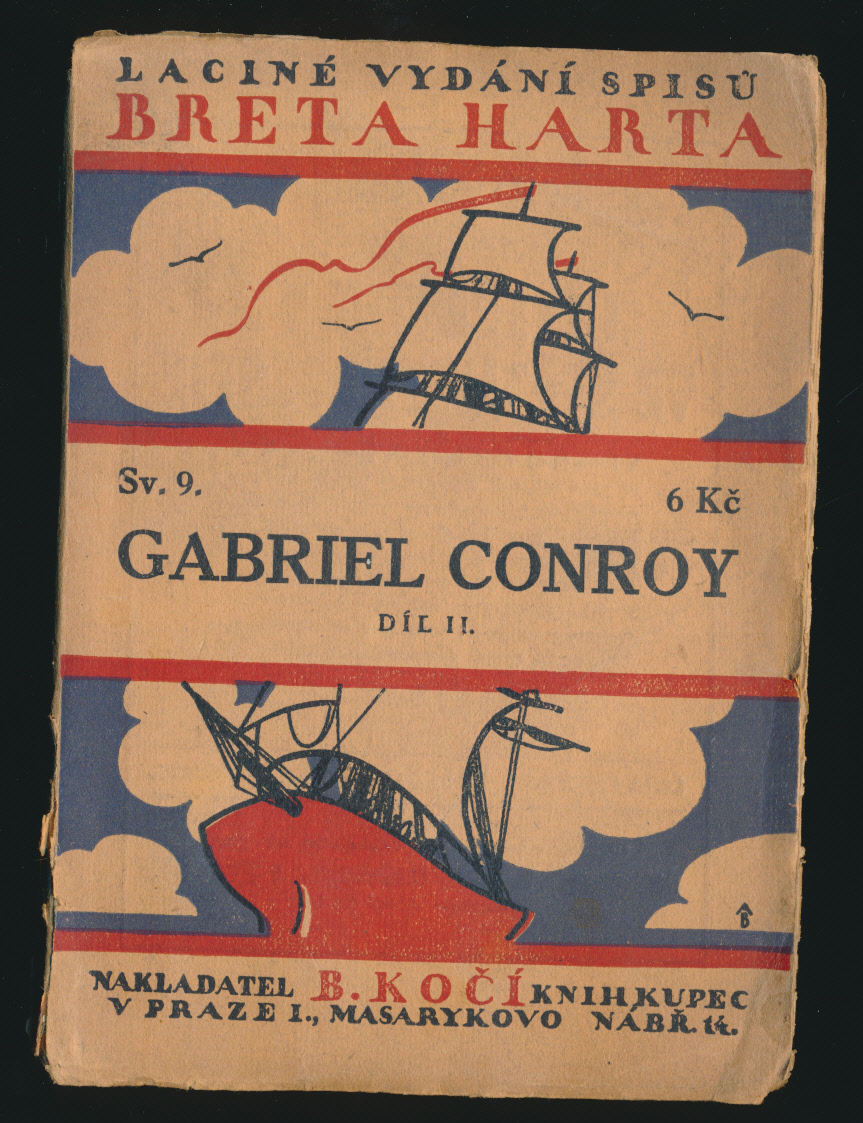 LACINÉ VYDÁNÍ SPISŮ
BRETA HARTA
Sv. 9.
6 Kč
GABRIEL CONROY
DÍL II.
B
NAKLADATEL B. KOČÍ KNIHKUPEC
V PRAZE I., MASARYKOVO NÁBŘ. 14.